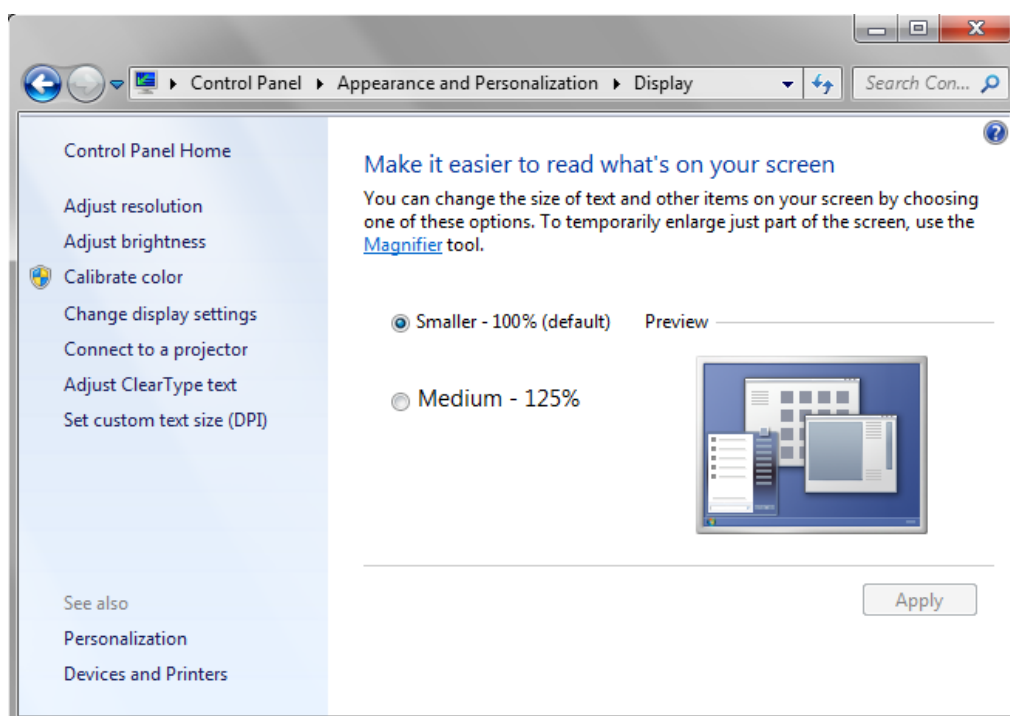 Control Panel Appearance and Personalization Display Search Con...
Control Panel Home
Adjust resolution
Adjust brightness
Calibrate color
Change display settings
Connect to a projector
Adjust ClearType text
Set custom text size (DPI)
See also
Personalization
Devices and Printers
Make it easier to read what's on your screen
You can change the size of text and other items on your screen by choosing
one of these options. To temporarily enlarge just part of the screen, use the
Magnifier tool.
Smaller - 100% (default) Preview
Medium - 125%
Apply